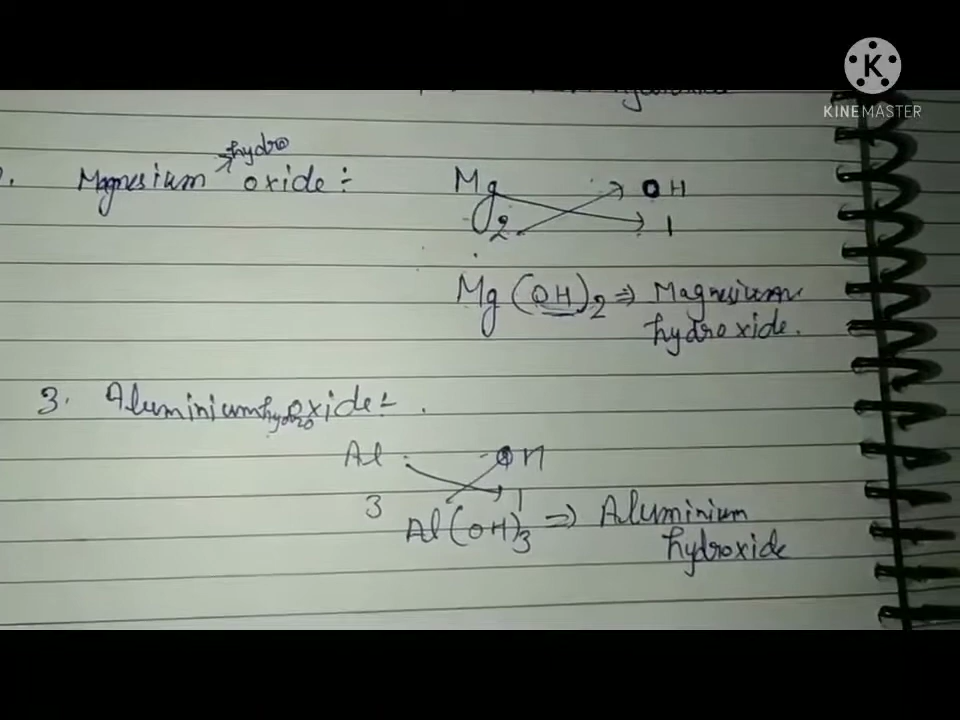 K
KINEMASTER
hydro
Magnesium oxide :- Mg OH
2 1
Mg (OH)2 ⇒ Magnesium
hydroxide.
3. Aluminium hydro oxide :- .
Al OH
3 1
Al(OH)3 ⇒ Aluminium
hydroxide